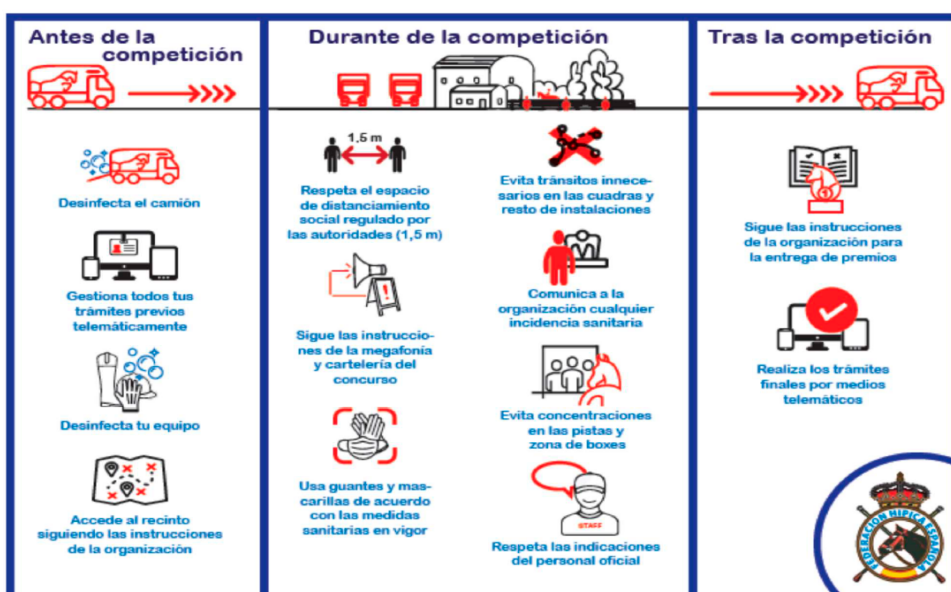 Antes de la
competición
Desinfecta el camión
Gestiona todos tus
trámites previos
telemáticamente
Desinfecta tu equipo
Accede al recinto
siguiendo las instrucciones
de la organización
Durante de la competición
1,5 m
Respeta el espacio
de distanciamiento
social regulado por
las autoridades (1,5 m)
Sigue las instruccio-
nes de la megafonía
y cartelería del
concurso
Usa guantes y mas-
carillas de acuerdo
con las medidas
sanitarias en vigor
Evita tránsitos innece-
sarios en las cuadras y
resto de instalaciones
Comunica a la
organización cualquier
incidencia sanitaria
Evita concentraciones
en las pistas y
zona de boxes
STAFF
Respeta las indicaciones
del personal oficial
Tras la competición
1
Sigue las instrucciones
de la organización para
la entrega de premios
Realiza los trámites
finales por medios
telemáticos
FEDERACIÓN HÍPICA ESPAÑOLA